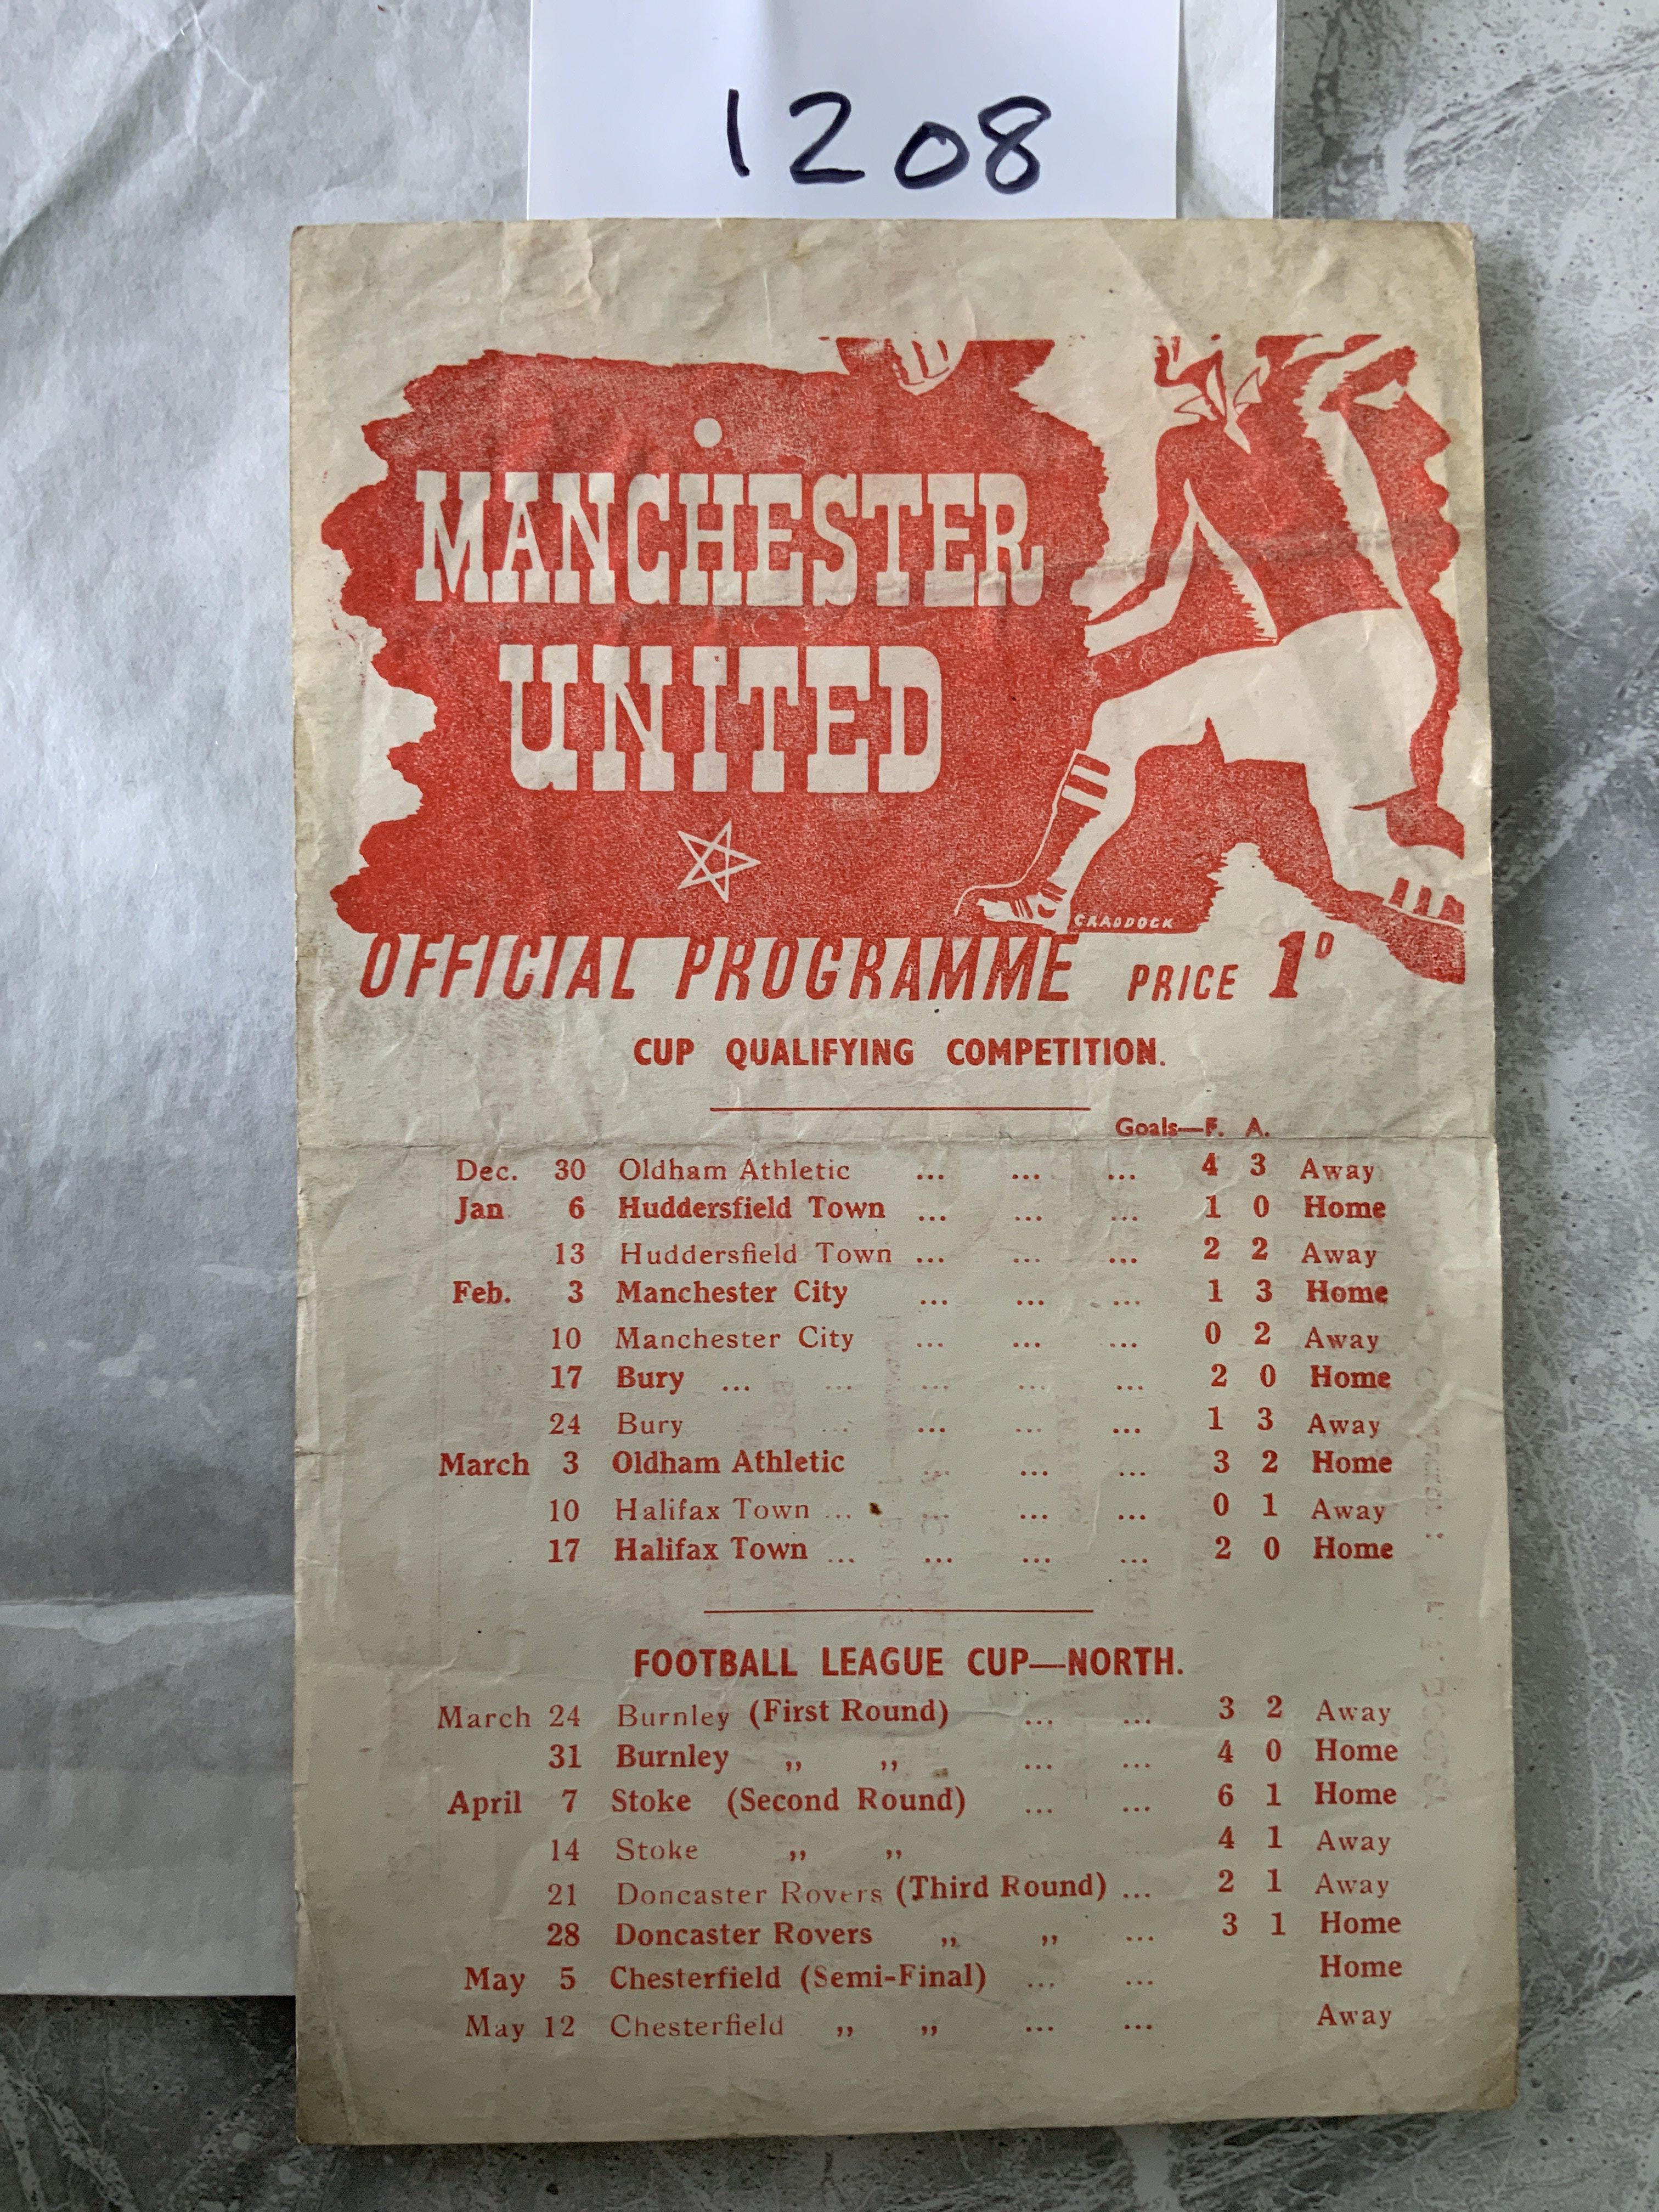 1208
MANCHESTER
UNITED
CRADDOCK
OFFICIAL PROGRAMME PRICE 1D
CUP QUALIFYING COMPETITION.
Goals—F. A.
Dec. 30 Oldham Athletic ... ... ... 4 3 Away
Jan 6 Huddersfield Town ... ... ... 1 0 Home
13 Huddersfield Town ... ... ... 2 2 Away
Feb. 3 Manchester City ... ... ... 1 3 Home
10 Manchester City ... ... ... 0 2 Away
17 Bury ... ... ... ... ... 2 0 Home
24 Bury ... ... ... ... 1 3 Away
March 3 Oldham Athletic ... ... ... 3 2 Home
10 Halifax Town ... ... ... ... 0 1 Away
17 Halifax Town ... ... ... ... 2 0 Home
FOOTBALL LEAGUE CUP—NORTH.
March 24 Burnley (First Round) ... ... 3 2 Away
31 Burnley ,, ,, ... ... 4 0 Home
April 7 Stoke (Second Round) ... ... 6 1 Home
14 Stoke ,, ,, ... ... 4 1 Away
21 Doncaster Rovers (Third Round) ... 2 1 Away
28 Doncaster Rovers ,, ,, ... 3 1 Home
May 5 Chesterfield (Semi-Final) ... ... Home
May 12 Chesterfield ,, ,, ... ... Away